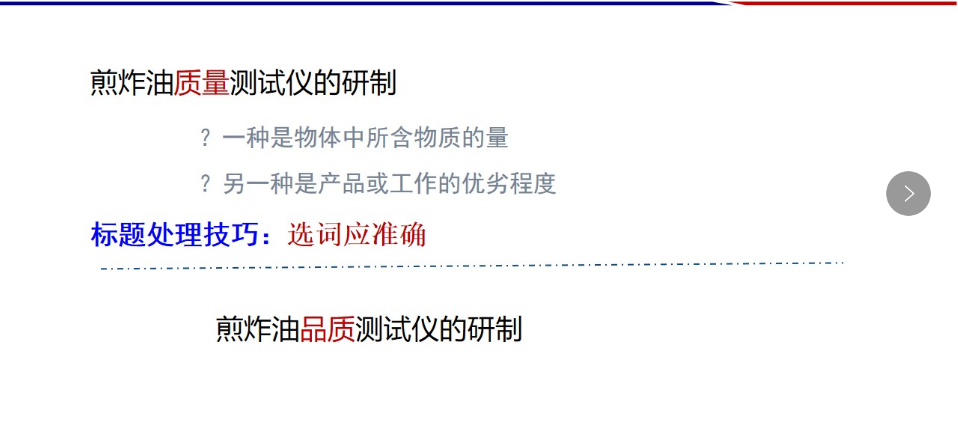 煎炸油质量测试仪的研制
？一种是物体中所含物质的量
？另一种是产品或工作的优劣程度
标题处理技巧：选词应准确
煎炸油品质测试仪的研制